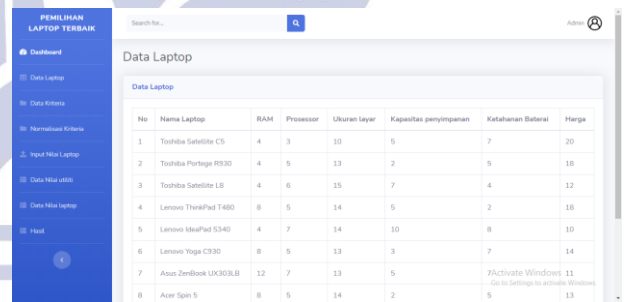 PEMILIHAN
LAPTOP TERBAIK
Search for...
Admin
Dashboard
Data Laptop
Data Kriteria
Normalisasi Kriteria
Input Nilai Laptop
Data Nilai utiliti
Data Nilai laptop
Hasil
Data Laptop
Data Laptop
No Nama Laptop RAM Prosessor Ukuran layar Kapasitas penyimpanan Ketahanan Baterai Harga
1 Toshiba Satellite C5 4 3 10 5 7 20
2 Toshiba Portege R930 4 5 13 2 5 18
3 Toshiba Satellite L8 4 6 15 7 4 12
4 Lenovo ThinkPad T480 8 5 14 5 2 18
5 Lenovo IdeaPad S340 4 7 14 10 8 10
6 Lenovo Yoga C930 8 5 13 3 7 14
7 Asus ZenBook UX303LB 12 7 13 5 7 11
Activate Windows
Go to Settings to activate Windows.
8 Acer Spin 5 8 5 14 2 5 13